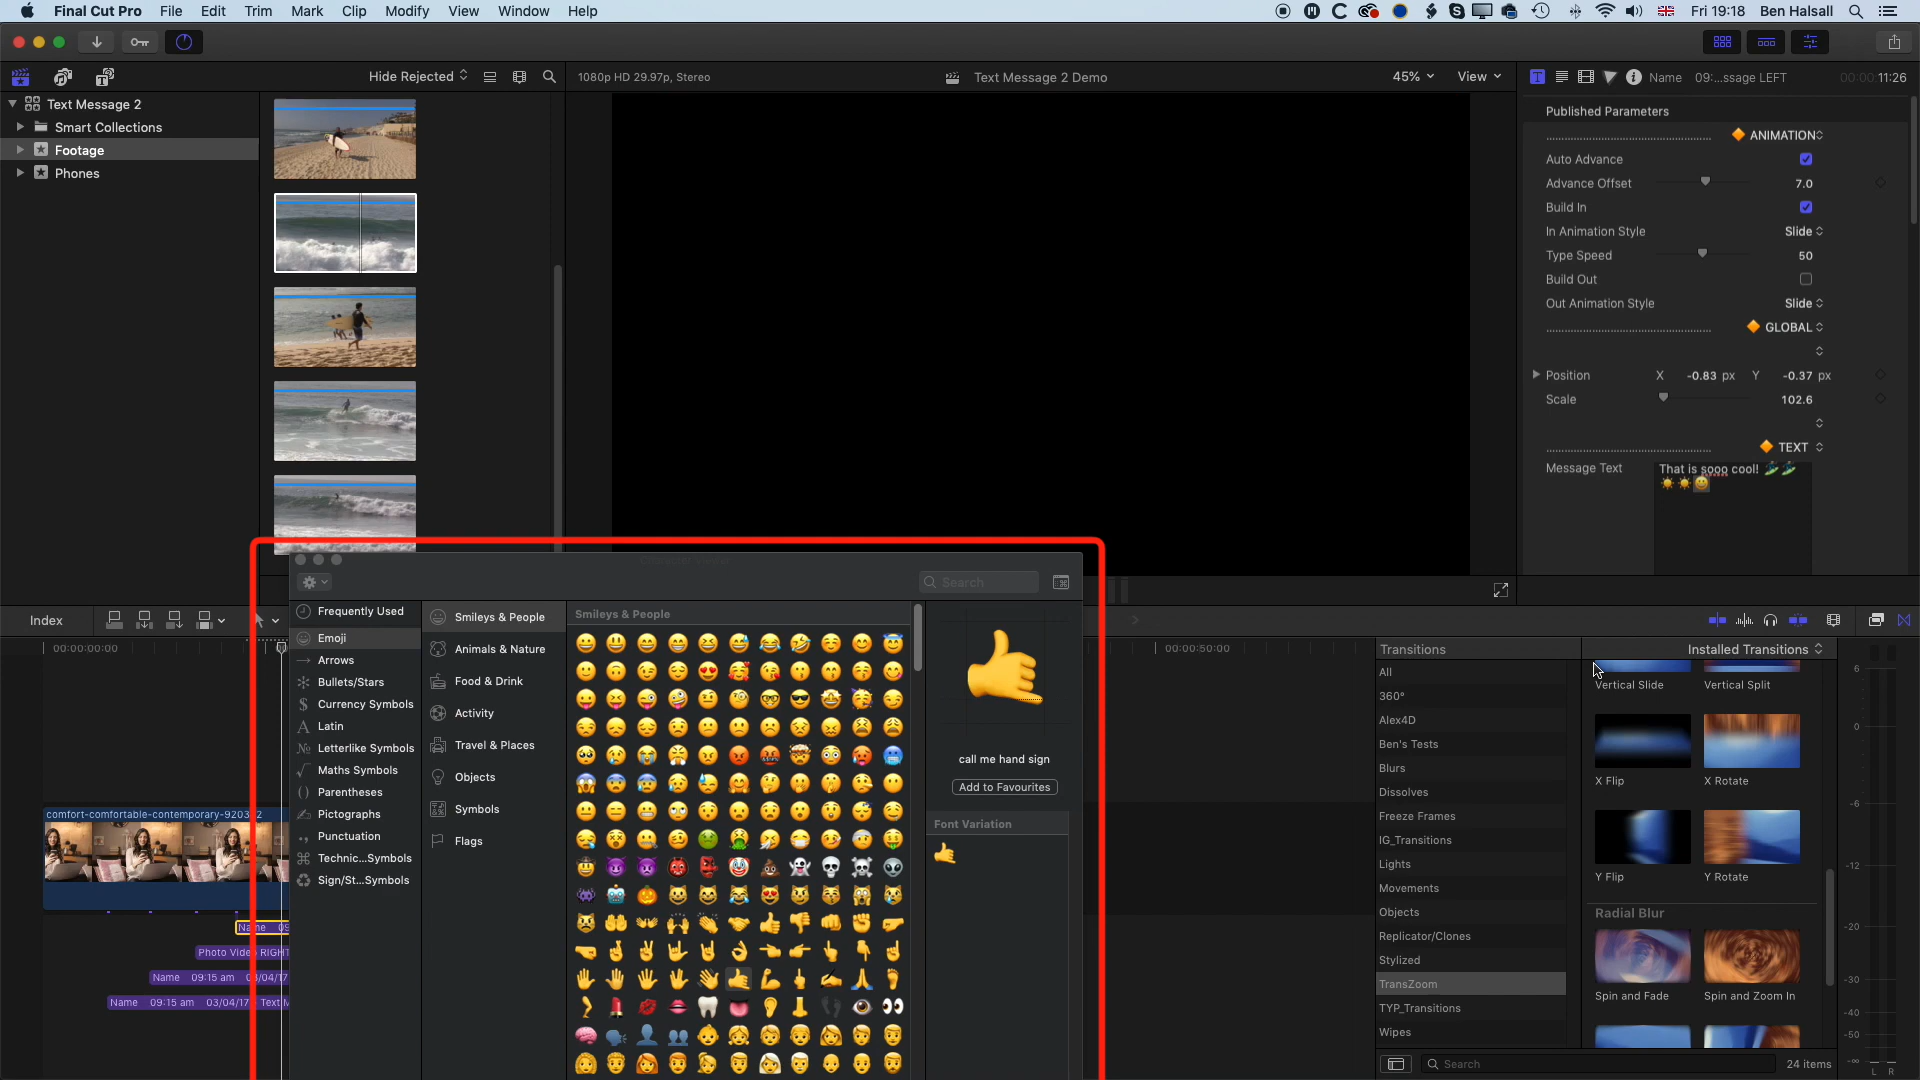 Final Cut Pro File Edit Trim Mark Clip Modify View Window Help
Fri 19:18 Ben Halsall
Hide Rejected
1080p HD 29.97p, Stereo
Text Message 2 Demo
45%
View
Name 09:...ssage LEFT
00:00:11:26
Text Message 2
Smart Collections
Footage
Phones
Published Parameters
ANIMATION
Auto Advance
Advance Offset 7.0
Build In
In Animation Style Slide
Type Speed 50
Build Out
Out Animation Style Slide
GLOBAL
Position X -0.83 px Y -0.37 px
Scale 102.6
TEXT
Message Text That is sooo cool! 🏄🏄
☀️☀️😀
Search
Frequently Used
Emoji
Arrows
Bullets/Stars
Currency Symbols
Latin
Letterlike Symbols
Maths Symbols
Parentheses
Pictographs
Punctuation
Technic...Symbols
Sign/St...Symbols
Smileys & People
Animals & Nature
Food & Drink
Activity
Travel & Places
Objects
Symbols
Flags
Smileys & People
call me hand sign
Add to Favourites
Font Variation
Index
00:00:00:00
00:00:50:00
comfort-comfortable-contemporary-9203
Name 09
Photo Video RIGHT
Name 09:15 am 03/04/17
Name 09:15 am 03/04/17 Text M
Transitions
All
360°
Alex4D
Ben's Tests
Blurs
Dissolves
Freeze Frames
IG_Transitions
Lights
Movements
Objects
Replicator/Clones
Stylized
TransZoom
TYP_Transitions
Wipes
Installed Transitions
Vertical Slide
Vertical Split
X Flip
X Rotate
Y Flip
Y Rotate
Radial Blur
Spin and Fade
Spin and Zoom In
Search
24 items
6
0
-6
-12
-20
-30
-40
-50
-∞
L R